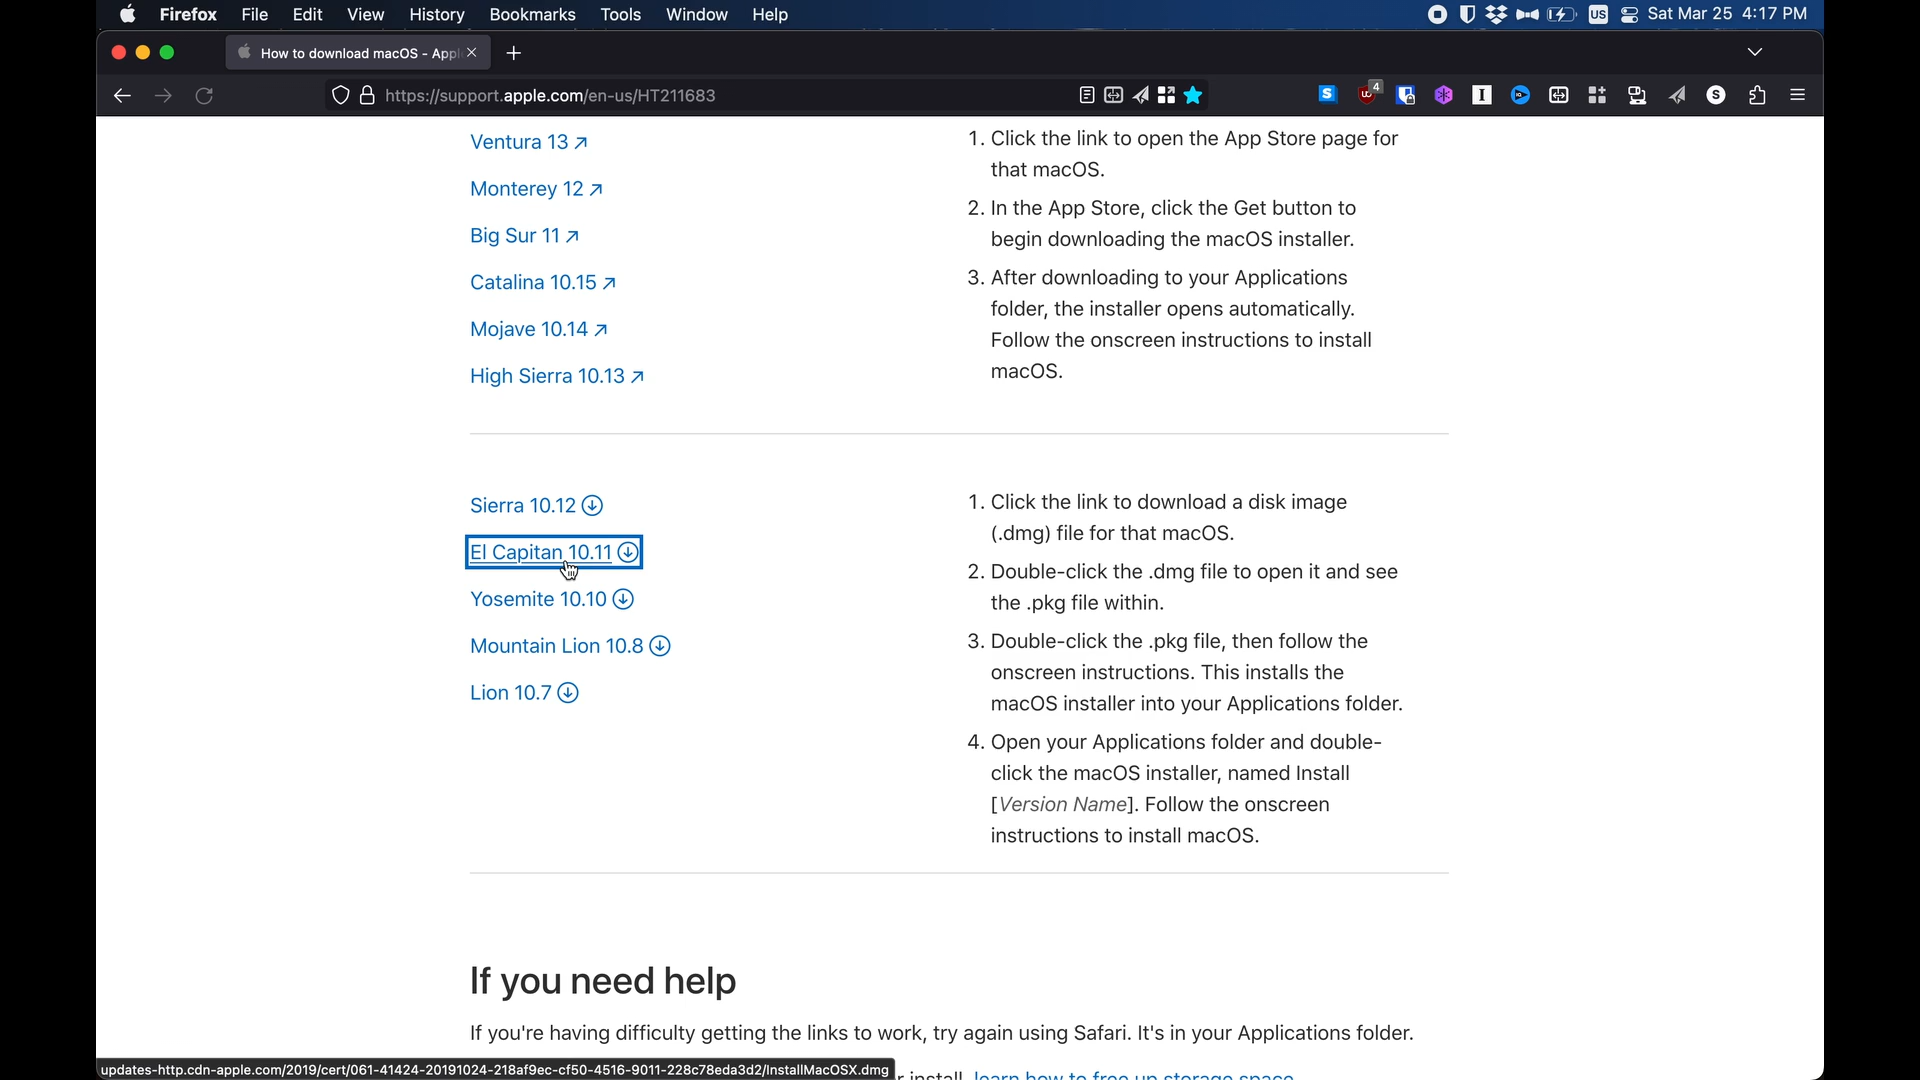 Firefox File Edit View History Bookmarks Tools Window Help US Sat Mar 25 4:17 PM
How to download macOS - Appl
https://support.apple.com/en-us/HT211683 S 4 I S
Ventura 13
Monterey 12
Big Sur 11
Catalina 10.15
Mojave 10.14
High Sierra 10.13
1. Click the link to open the App Store page for
that macOS.
2. In the App Store, click the Get button to
begin downloading the macOS installer.
3. After downloading to your Applications
folder, the installer opens automatically.
Follow the onscreen instructions to install
macOS.
Sierra 10.12
El Capitan 10.11
Yosemite 10.10
Mountain Lion 10.8
Lion 10.7
1. Click the link to download a disk image
(.dmg) file for that macOS.
2. Double-click the .dmg file to open it and see
the .pkg file within.
3. Double-click the .pkg file, then follow the
onscreen instructions. This installs the
macOS installer into your Applications folder.
4. Open your Applications folder and double-
click the macOS installer, named Install
[Version Name]. Follow the onscreen
instructions to install macOS.
If you need help
If you're having difficulty getting the links to work, try again using Safari. It's in your Applications folder.
updates-http.cdn-apple.com/2019/cert/061-41424-20191024-218af9ec-cf50-4516-9011-228c78eda3d2/InstallMacOSX.dmg
r install, learn how to free up storage space